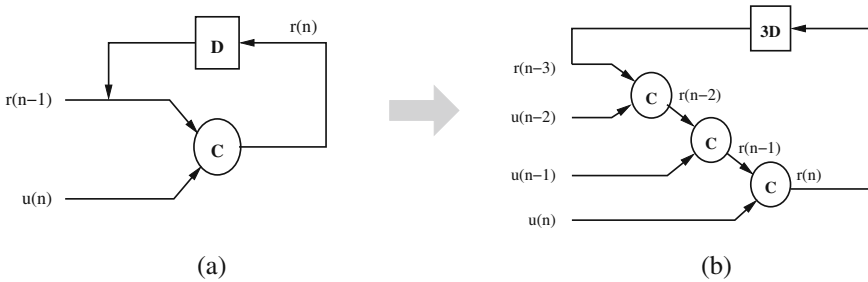 r(n)
D
r(n−1)
C
u(n)
(a)
3D
r(n−3)
C
r(n−2)
u(n−2)
C
r(n−1)
u(n−1)
C
r(n)
u(n)
(b)